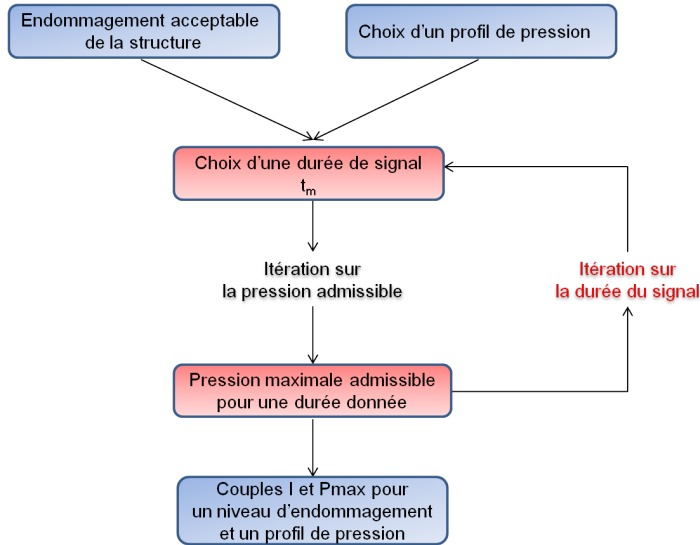 Endommagement acceptable
de la structure
Choix d'un profil de pression
Choix d'une durée de signal
tm
Itération sur
la pression admissible
Itération sur
la durée du signal
Pression maximale admissible
pour une durée donnée
Couples I et Pmax pour
un niveau d'endommagement
et un profil de pression